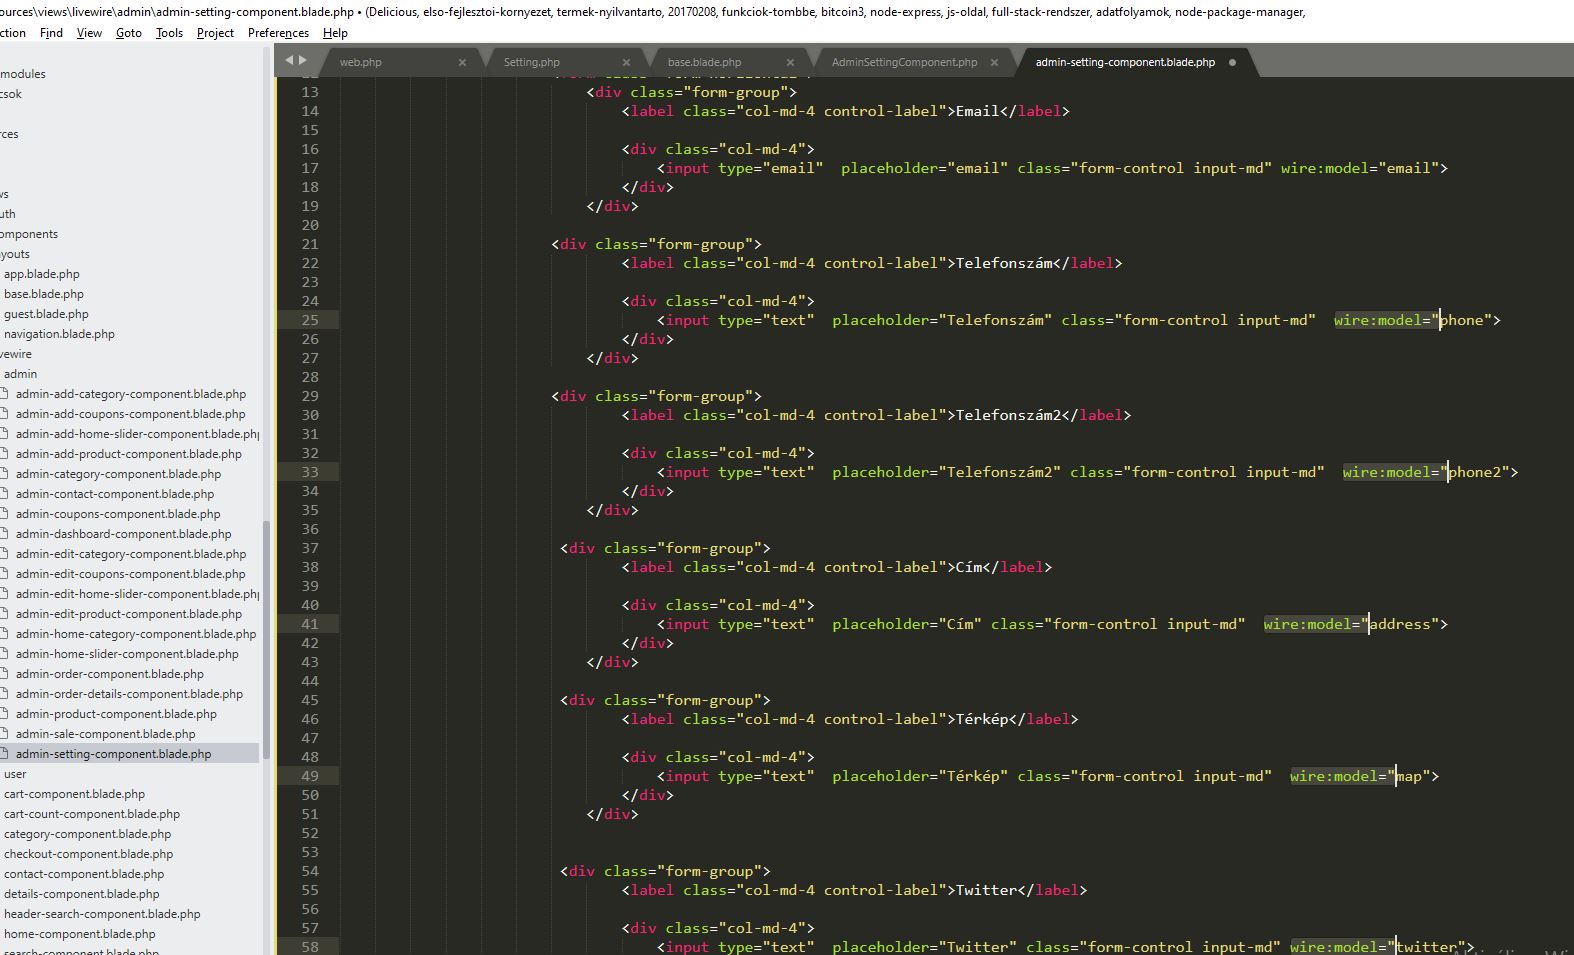 ources\views\livewire\admin\admin-setting-component.blade.php • (Delicious, elso-fejlesztoi-kornyezet, termek-nyilvantarto, 20170208, funkciok-tombbe, bitcoin3, node-express, js-oldal, full-stack-rendszer, adatfolyamok, node-package-manager,
ction Find View Goto Tools Project Preferences Help
web.php × Setting.php × base.blade.php × AdminSettingComponent.php × admin-setting-component.blade.php
modules
csok
rces
ws
uth
omponents
youts
app.blade.php
base.blade.php
guest.blade.php
navigation.blade.php
vewire
admin
admin-add-category-component.blade.php
admin-add-coupons-component.blade.php
admin-add-home-slider-component.blade.php
admin-add-product-component.blade.php
admin-category-component.blade.php
admin-contact-component.blade.php
admin-coupons-component.blade.php
admin-dashboard-component.blade.php
admin-edit-category-component.blade.php
admin-edit-coupons-component.blade.php
admin-edit-home-slider-component.blade.php
admin-edit-product-component.blade.php
admin-home-category-component.blade.php
admin-home-slider-component.blade.php
admin-order-component.blade.php
admin-order-details-component.blade.php
admin-product-component.blade.php
admin-sale-component.blade.php
admin-setting-component.blade.php
user
cart-component.blade.php
cart-count-component.blade.php
category-component.blade.php
checkout-component.blade.php
contact-component.blade.php
details-component.blade.php
header-search-component.blade.php
home-component.blade.php
search-component.blade.php
13 <div class="form-group">
14 <label class="col-md-4 control-label">Email</label>
15
16 <div class="col-md-4">
17 <input type="email"  placeholder="email" class="form-control input-md" wire:model="email">
18 </div>
19 </div>
20
21 <div class="form-group">
22 <label class="col-md-4 control-label">Telefonszám</label>
23
24 <div class="col-md-4">
25 <input type="text"  placeholder="Telefonszám" class="form-control input-md"  wire:model="phone">
26 </div>
27 </div>
28
29 <div class="form-group">
30 <label class="col-md-4 control-label">Telefonszám2</label>
31
32 <div class="col-md-4">
33 <input type="text"  placeholder="Telefonszám2" class="form-control input-md"  wire:model="phone2">
34 </div>
35 </div>
36
37 <div class="form-group">
38 <label class="col-md-4 control-label">Cím</label>
39
40 <div class="col-md-4">
41 <input type="text"  placeholder="Cím" class="form-control input-md"  wire:model="address">
42 </div>
43 </div>
44
45 <div class="form-group">
46 <label class="col-md-4 control-label">Térkép</label>
47
48 <div class="col-md-4">
49 <input type="text"  placeholder="Térkép" class="form-control input-md"  wire:model="map">
50 </div>
51 </div>
52
53
54 <div class="form-group">
55 <label class="col-md-4 control-label">Twitter</label>
56
57 <div class="col-md-4">
58 <input type="text"  placeholder="Twitter" class="form-control input-md" wire:model="twitter">